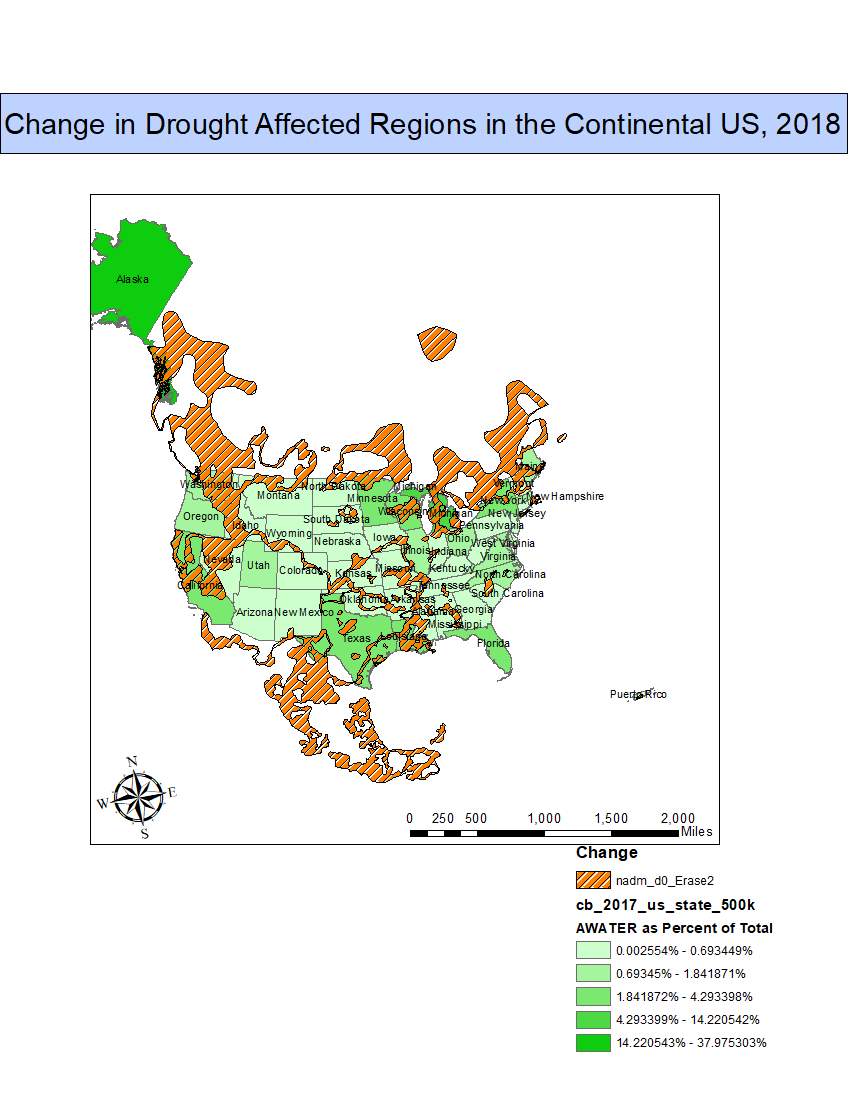 Change in Drought Affected Regions in the Continental US, 2018
Alaska
Washington
Montana
North Dakota
Minnesota
Michigan
Maine
Vermont
New Hampshire
New York
Oregon
Idaho
Wyoming
South Dakota
Wisconsin
Michigan
New Jersey
Pennsylvania
Nebraska
Iowa
Ohio
West Virginia
Nevada
Utah
Colorado
Kansas
Missouri
Illinois
Indiana
Kentucky
Virginia
California
Tennessee
North Carolina
Oklahoma
Arkansas
South Carolina
Arizona
New Mexico
Alabama
Georgia
Mississippi
Texas
Louisiana
Florida
Puerto Rico
N
W
E
S
0 250 500 1,000 1,500 2,000
Miles
Change
nadm_d0_Erase2
cb_2017_us_state_500k
AWATER as Percent of Total
0.002554% - 0.693449%
0.69345% - 1.841871%
1.841872% - 4.293398%
4.293399% - 14.220542%
14.220543% - 37.975303%